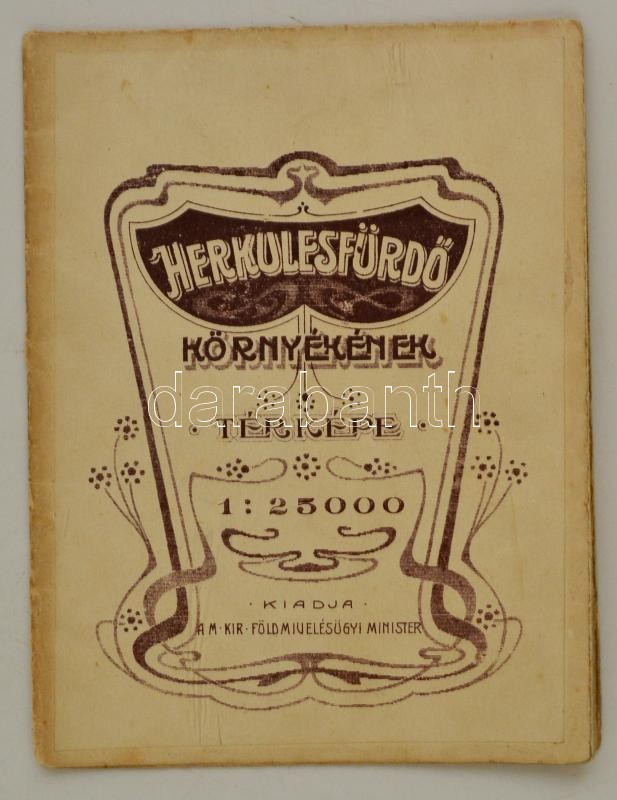 HERKULESFÜRDŐ
KÖRNYÉKÉNEK
darabanth
· TÉRKÉPE ·
1:25000
· KIADJA ·
A M · KIR · FÖLDMIVELÉSÜGYI MINISTER